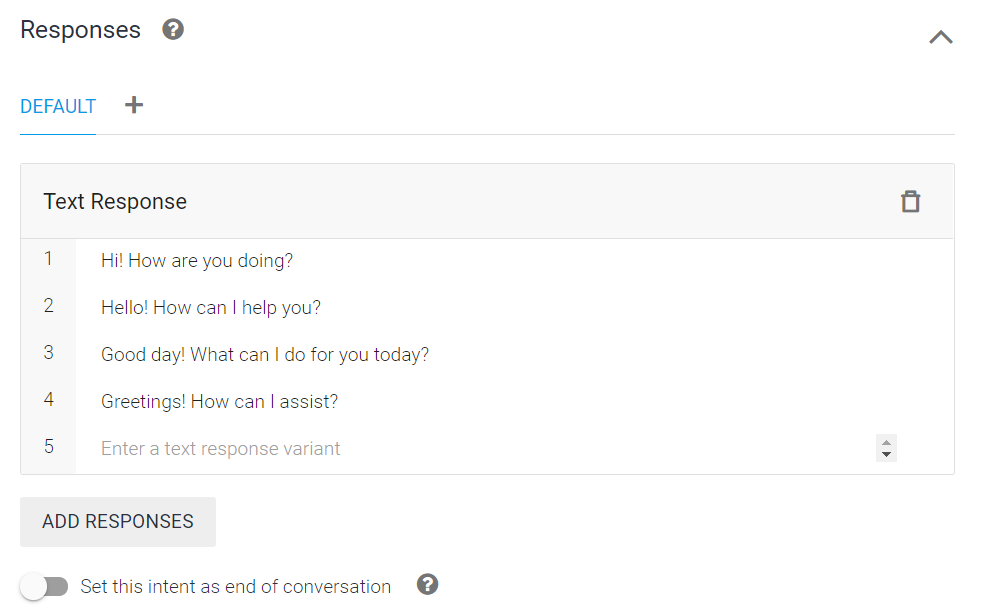 Responses ?
DEFAULT +
Text Response
1 Hi! How are you doing?
2 Hello! How can I help you?
3 Good day! What can I do for you today?
4 Greetings! How can I assist?
5 Enter a text response variant
ADD RESPONSES
Set this intent as end of conversation ?